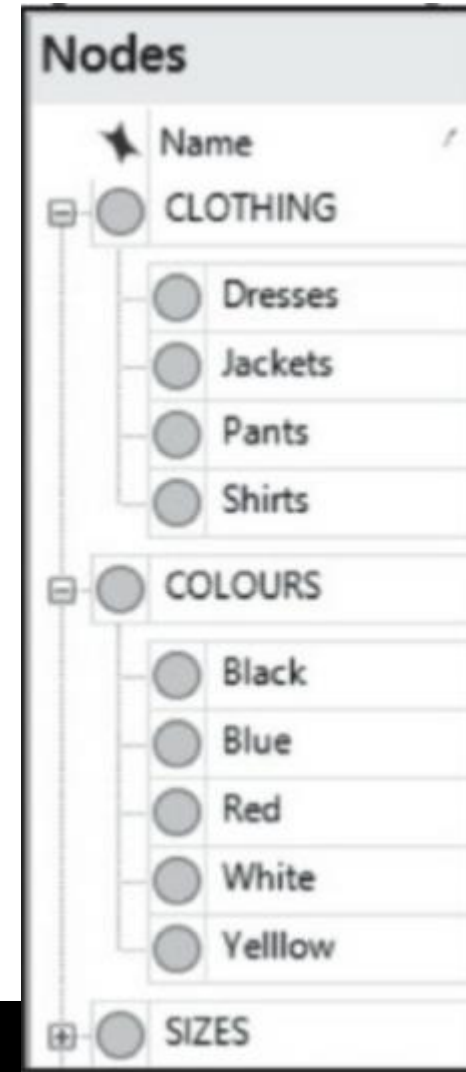 Nodes
Name
CLOTHING
Dresses
Jackets
Pants
Shirts
COLOURS
Black
Blue
Red
White
Yelllow
SIZES